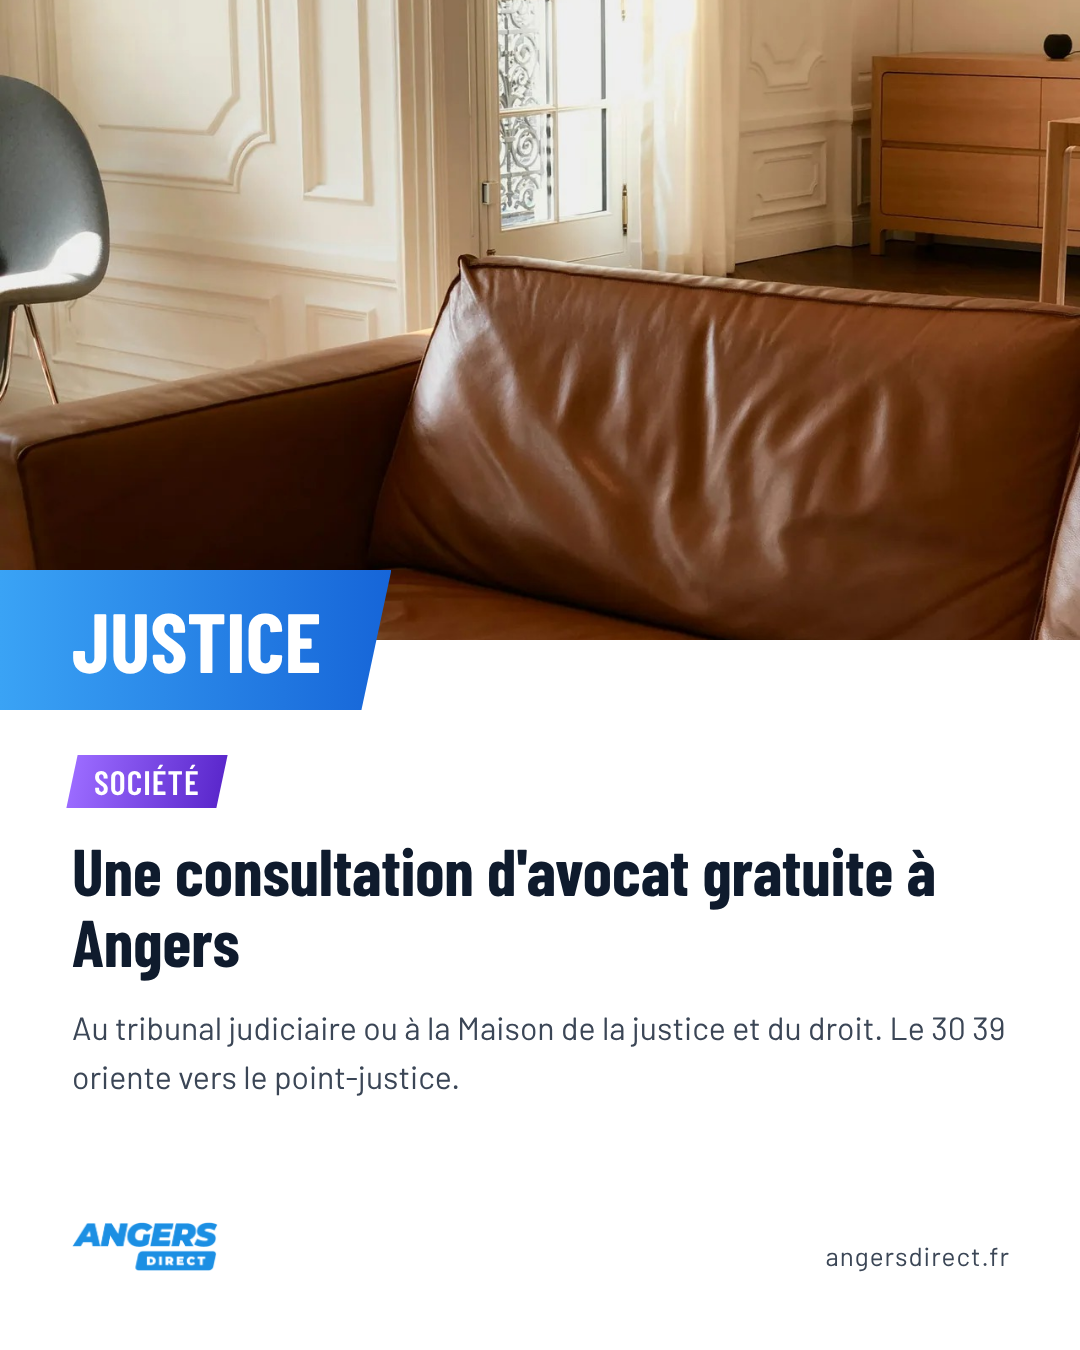 JUSTICE
SOCIÉTÉ
Une consultation d'avocat gratuite à
Angers
Au tribunal judiciaire ou à la Maison de la justice et du droit. Le 30 39
oriente vers le point-justice.
ANGERS
DIRECT
angersdirect.fr